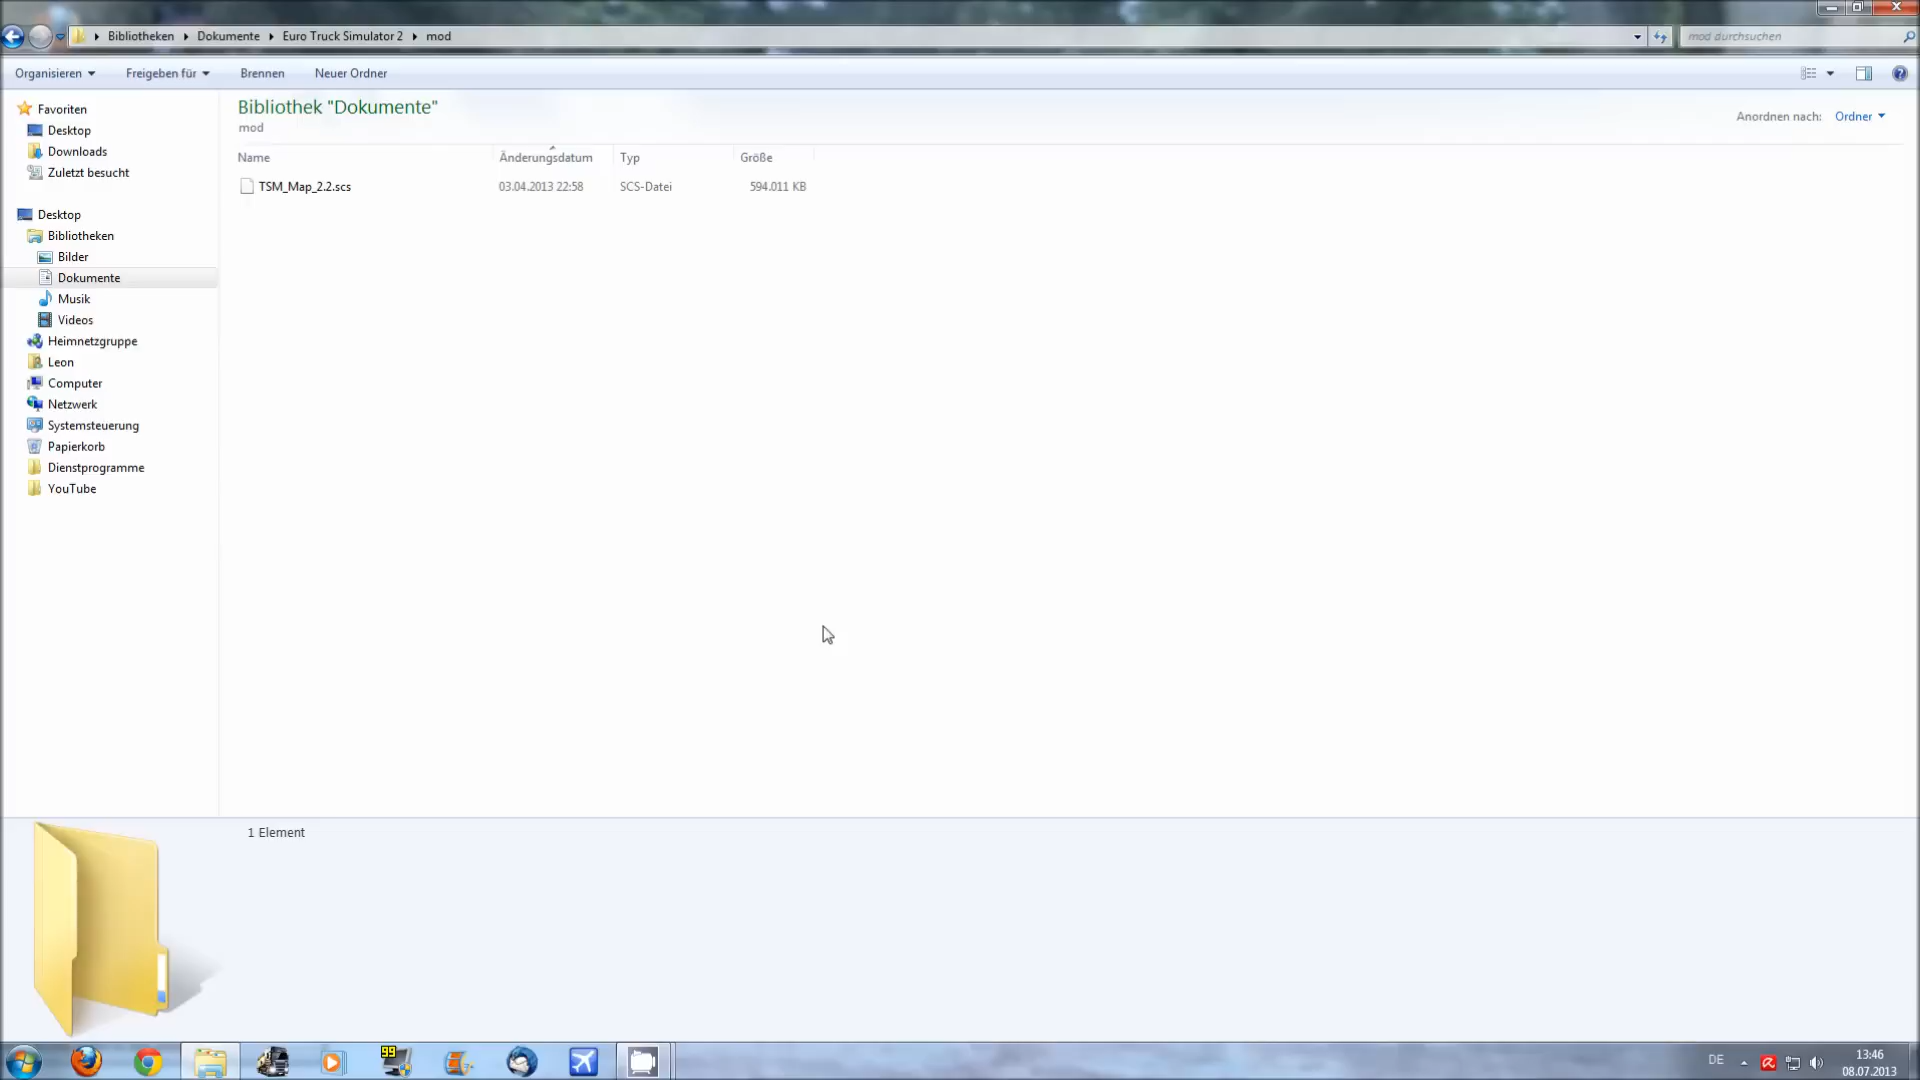 Bibliotheken Dokumente Euro Truck Simulator 2 mod
mod durchsuchen
Organisieren Freigeben für Brennen Neuer Ordner
Favoriten
Desktop
Downloads
Zuletzt besucht
Desktop
Bibliotheken
Bilder
Dokumente
Musik
Videos
Heimnetzgruppe
Leon
Computer
Netzwerk
Systemsteuerung
Papierkorb
Dienstprogramme
YouTube
Bibliothek "Dokumente"
mod
Anordnen nach: Ordner
Name Änderungsdatum Typ Größe
TSM_Map_2.2.scs 03.04.2013 22:58 SCS-Datei 594.011 KB
1 Element
99
DE
13:46
08.07.2013